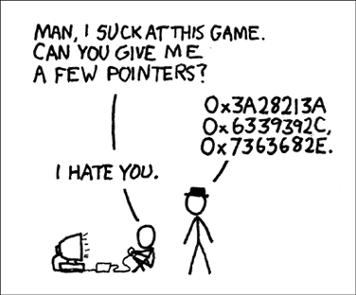 MAN, I SUCK AT THIS GAME.
CAN YOU GIVE ME
A FEW POINTERS?
0x3A28213A
0x6339392C,
0x7363682E.
I HATE YOU.